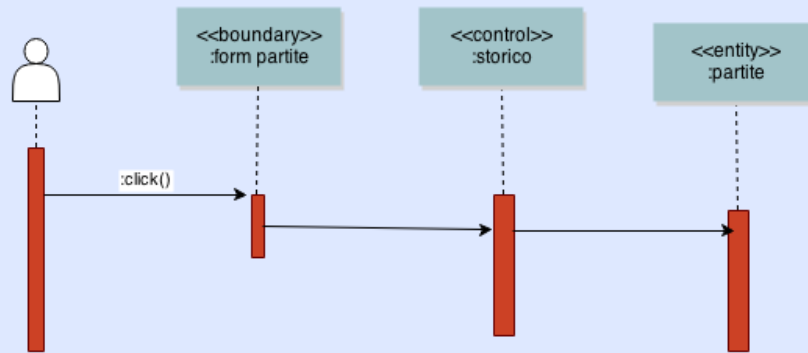 <<boundary>>
:form partite
<<control>>
:storico
<<entity>>
:partite
:click()